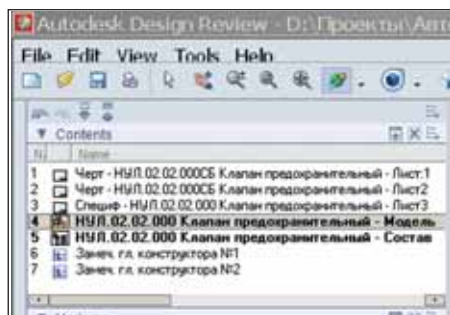 Autodesk Design Review - D:\Проекты\Авто
File Edit View Tools Help
Contents
Name
1 Черт - НУЛ.02.02.000СБ Клапан предохранительный - Лист:1
2 Черт - НУЛ.02.02.000СБ Клапан предохранительный - Лист2
3 Специф - НУЛ.02.02.000 Клапан предохранительный - Лист3
4 НУЛ.02.02.000 Клапан предохранительный - Модель
5 НУЛ.02.02.000 Клапан предохранительный - Состав
6 Замеч. гл. конструктора №1
7 Замеч. гл. конструктора №2